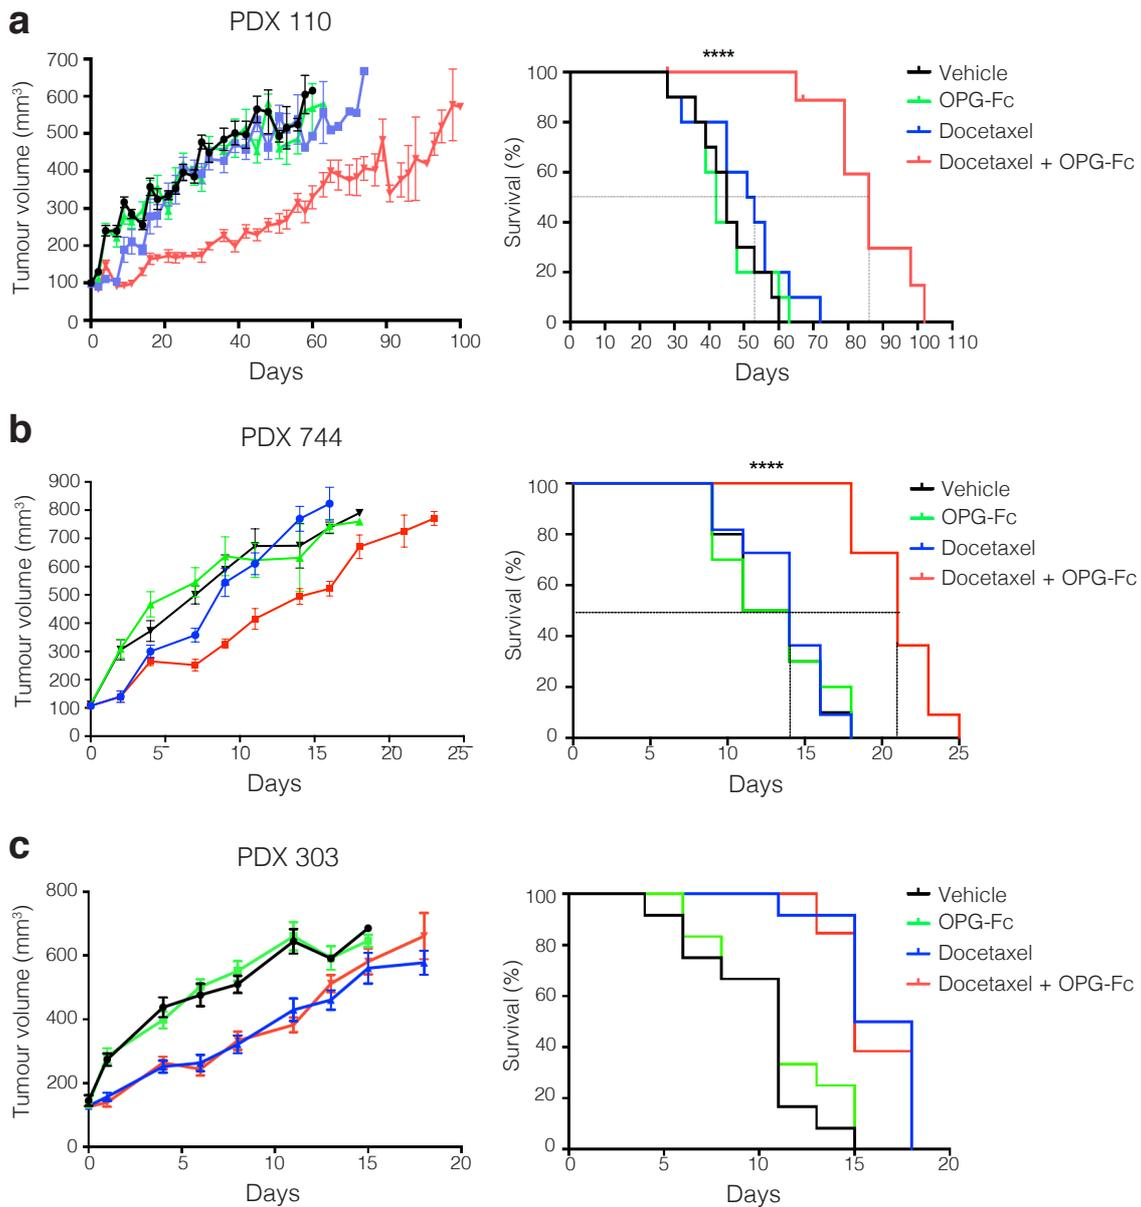 a
PDX 110
Tumour volume (mm³)
700
600
500
400
300
200
100
0
0 20 40 60 90 100
Days
****
Survival (%)
100
80
60
40
20
0
0 10 20 30 40 50 60 70 80 90 100 110
Days
Vehicle
OPG-Fc
Docetaxel
Docetaxel + OPG-Fc
b
PDX 744
Tumour volume (mm³)
900
800
700
600
500
400
300
200
100
0
0 5 10 15 20 25
Days
****
Survival (%)
100
80
60
40
20
0
0 5 10 15 20 25
Days
Vehicle
OPG-Fc
Docetaxel
Docetaxel + OPG-Fc
c
PDX 303
Tumour volume (mm³)
800
600
400
200
0
0 5 10 15 20
Days
Survival (%)
100
80
60
40
20
0
0 5 10 15 20
Days
Vehicle
OPG-Fc
Docetaxel
Docetaxel + OPG-Fc